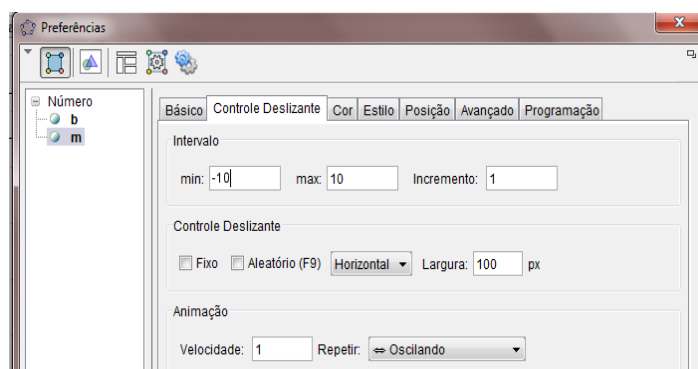 Preferências
Número
b
m
Básico Controle Deslizante Cor Estilo Posição Avançado Programação
Intervalo
min: -10 max: 10 Incremento: 1
Controle Deslizante
Fixo Aleatório (F9) Horizontal Largura: 100 px
Animação
Velocidade: 1 Repetir: ⇔ Oscilando